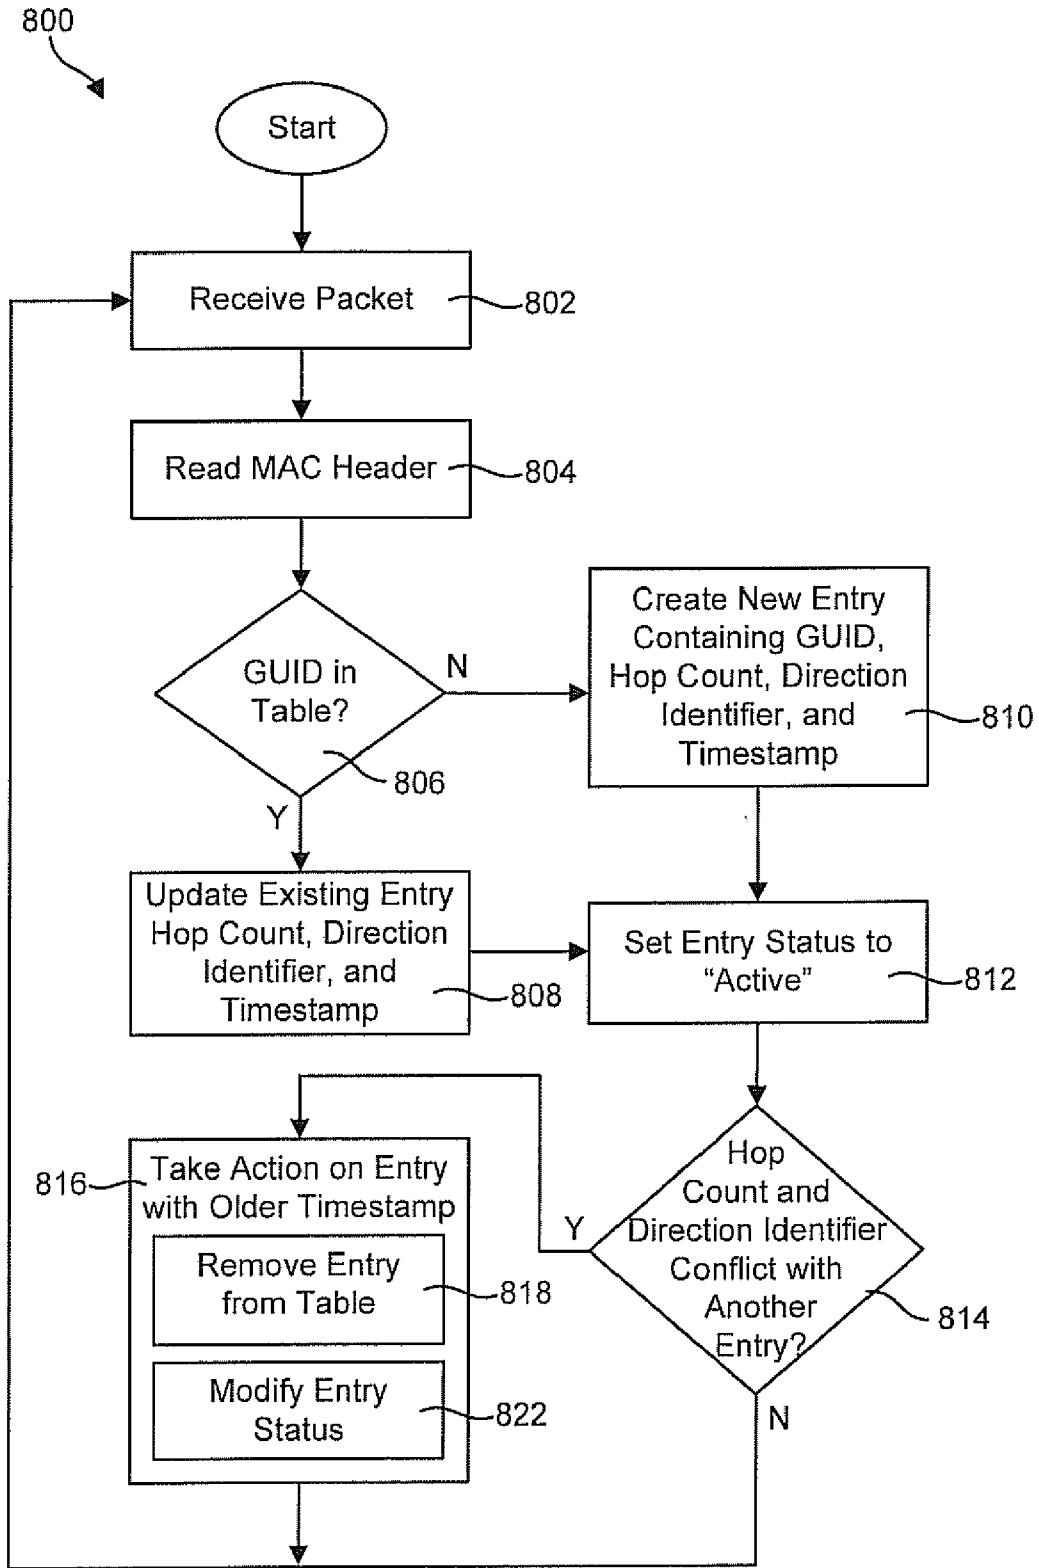 800
Start
Receive Packet
802
Read MAC Header
804
GUID in
Table?
806
N
Y
Create New Entry
Containing GUID,
Hop Count, Direction
Identifier, and
Timestamp
810
Update Existing Entry
Hop Count, Direction
Identifier, and
Timestamp
808
Set Entry Status to
“Active”
812
Hop
Count and
Direction Identifier
Conflict with
Another
Entry?
814
Y
N
816
Take Action on Entry
with Older Timestamp
Remove Entry
from Table
818
Modify Entry
Status
822